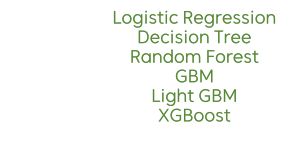 Logistic Regression
Decision Tree
Random Forest
GBM
Light GBM
XGBoost